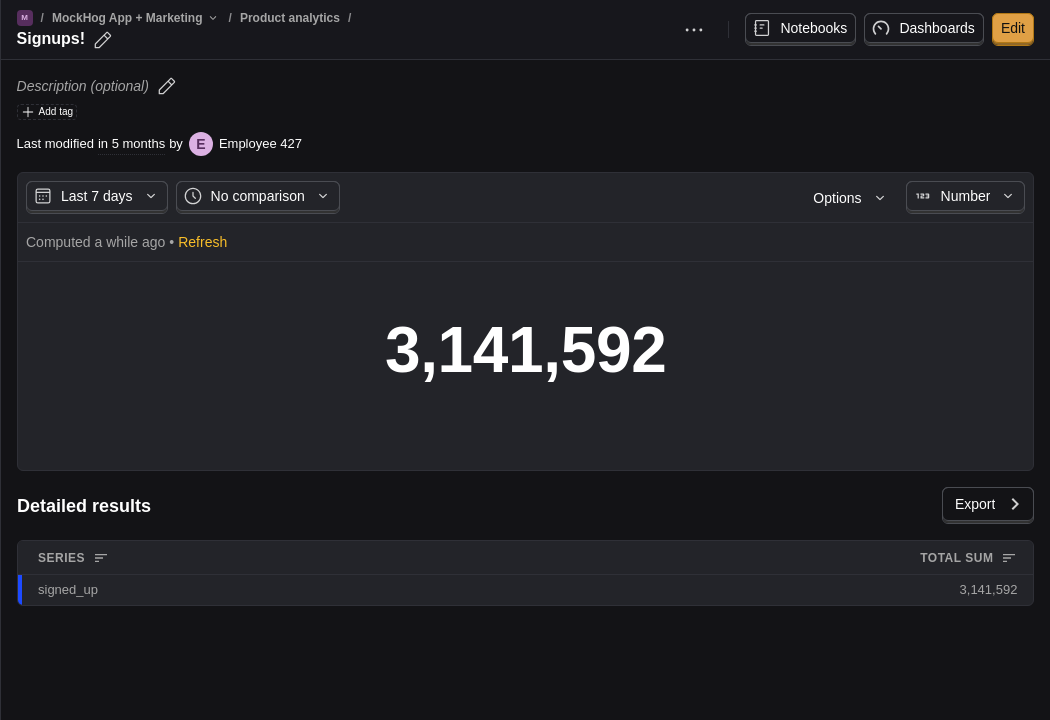 M / MockHog App + Marketing / Product analytics /
Signups!
Notebooks
Dashboards
Edit
Description (optional)
Add tag
Last modified in 5 months by E Employee 427
Last 7 days
No comparison
Options
123 Number
Computed a while ago • Refresh
3,141,592
Detailed results
Export
SERIES
TOTAL SUM
signed_up
3,141,592